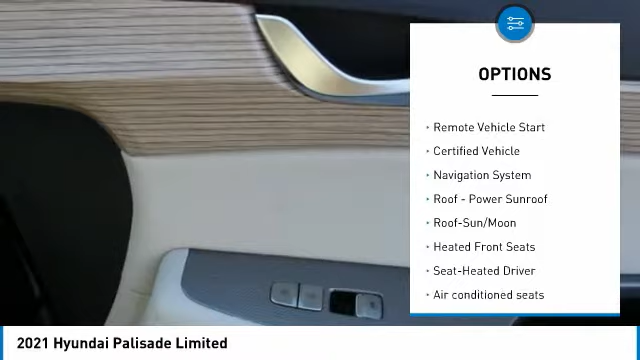 OPTIONS
• Remote Vehicle Start
• Certified Vehicle
• Navigation System
• Roof - Power Sunroof
• Roof-Sun/Moon
• Heated Front Seats
• Seat-Heated Driver
• Air conditioned seats
2021 Hyundai Palisade Limited